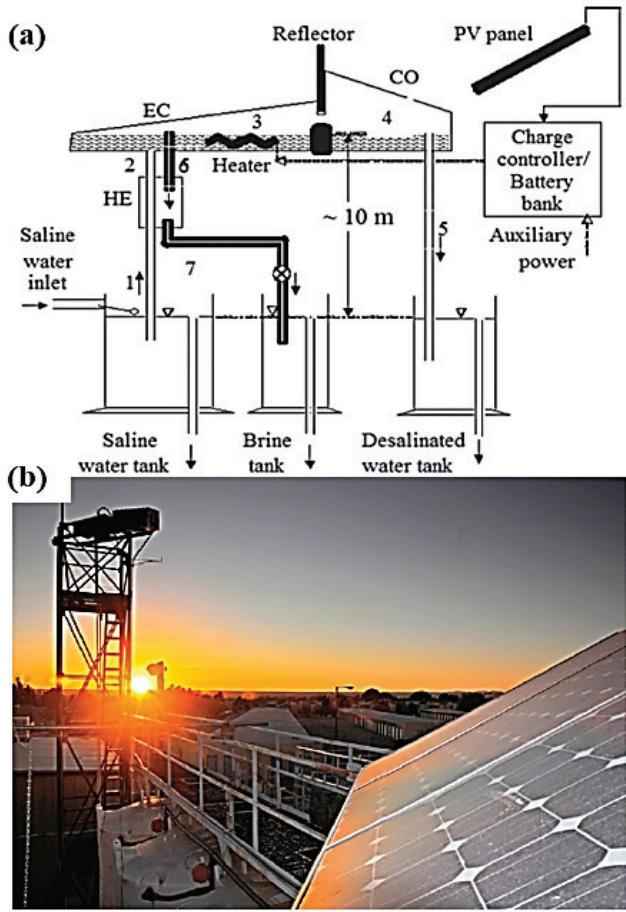 (a)
Reflector
PV panel
CO
EC
3
4
Charge
controller/
Battery
bank
2
6
Heater
HE
~ 10 m
Saline
water
inlet
1
7
5
Auxiliary
power
Saline
water tank
Brine
tank
Desalinated
water tank
(b)